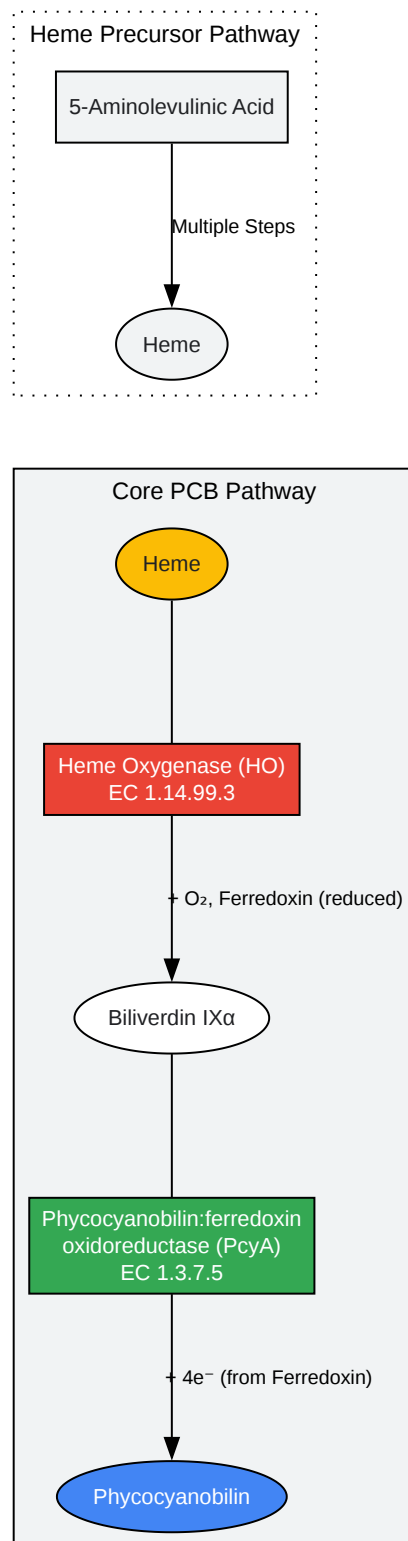 Heme Precursor Pathway
5-Aminolevulinic Acid
Multiple Steps
Heme
Core PCB Pathway
Heme
Heme Oxygenase (HO)
EC 1.14.99.3
+ O₂, Ferredoxin (reduced)
Biliverdin IXα
Phycocyanobilin:ferredoxin
oxidoreductase (PcyA)
EC 1.3.7.5
+ 4e⁻ (from Ferredoxin)
Phycocyanobilin